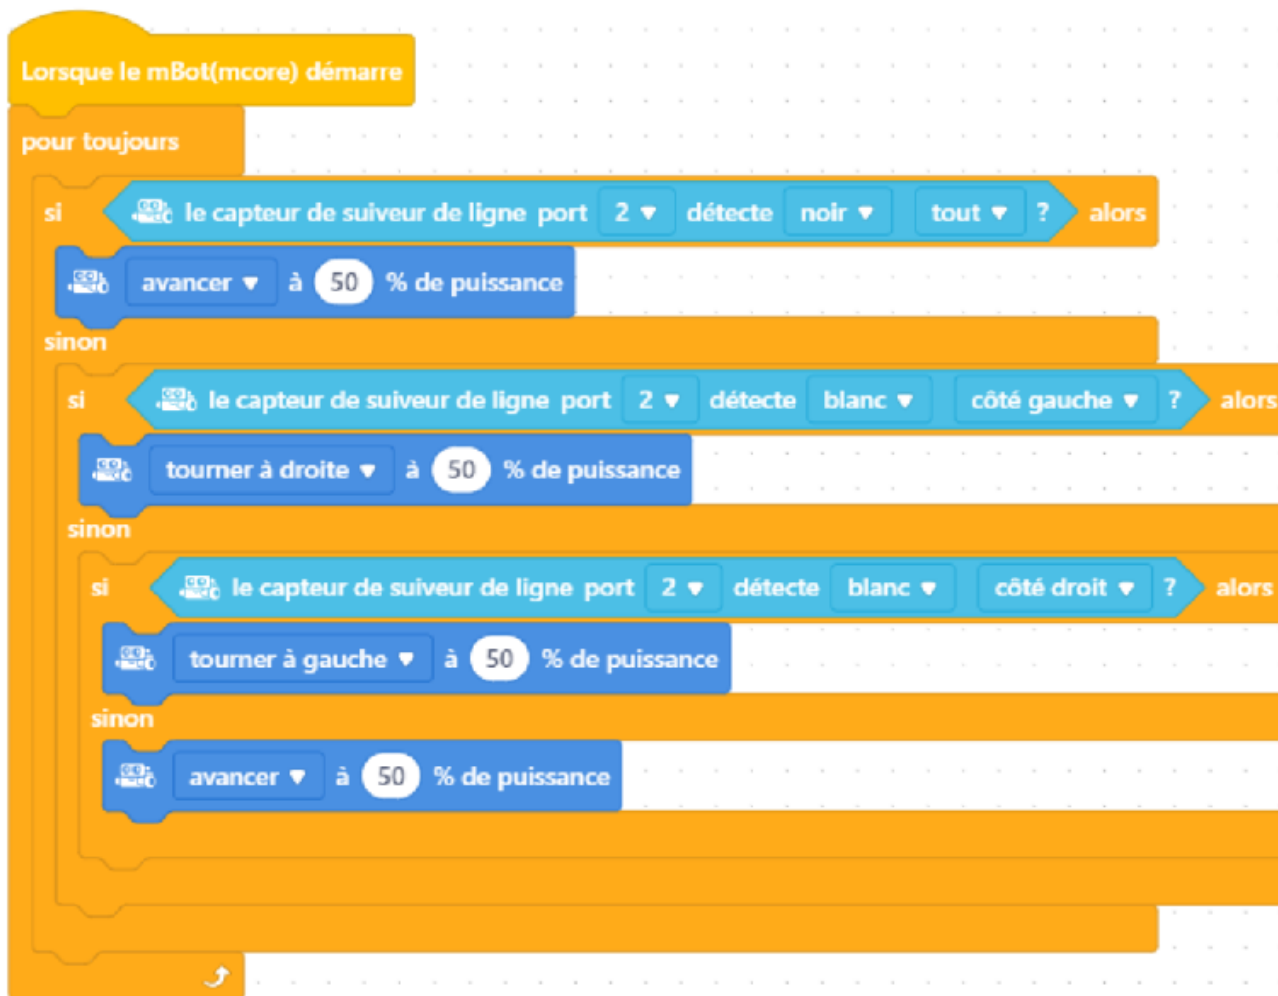 Lorsque le mBot(mcore) démarre
pour toujours
si le capteur de suiveur de ligne port 2 détecte noir tout ? alors
avancer à 50 % de puissance
sinon
si le capteur de suiveur de ligne port 2 détecte blanc côté gauche ? alors
tourner à droite à 50 % de puissance
sinon
si le capteur de suiveur de ligne port 2 détecte blanc côté droit ? alors
tourner à gauche à 50 % de puissance
sinon
avancer à 50 % de puissance